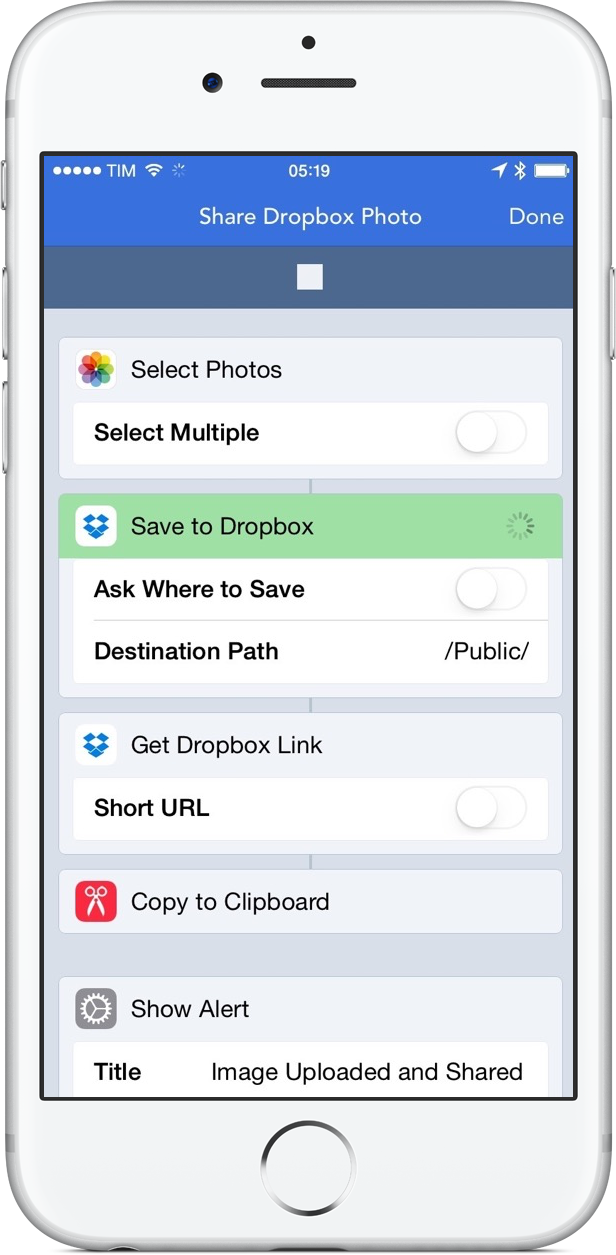 TIM 05:19
Share Dropbox Photo Done
Select Photos
Select Multiple
Save to Dropbox
Ask Where to Save
Destination Path /Public/
Get Dropbox Link
Short URL
Copy to Clipboard
Show Alert
Title Image Uploaded and Shared